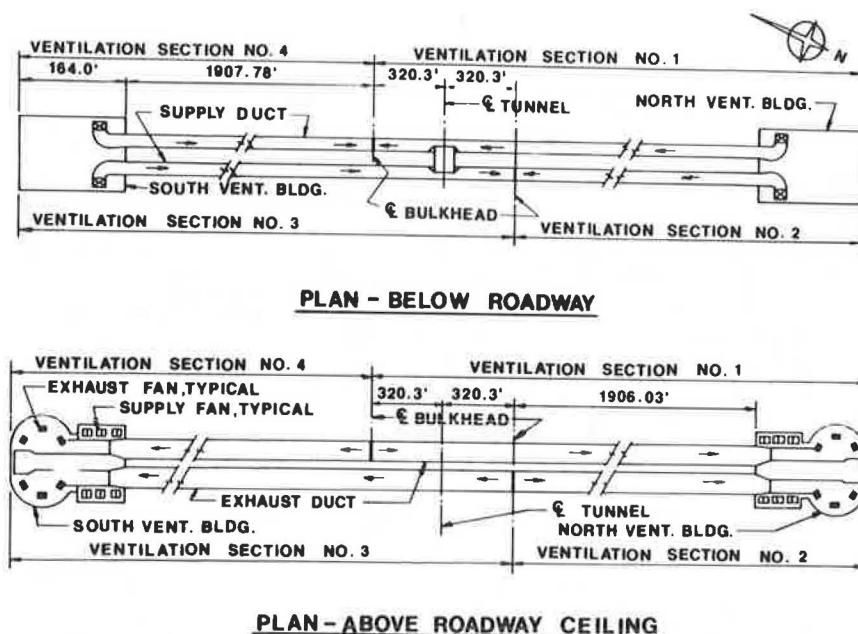 VENTILATION SECTION NO. 4
VENTILATION SECTION NO. 1
N
164.0'
1907.78'
320.3'
320.3'
SUPPLY DUCT
℄ TUNNEL
NORTH VENT. BLDG.
SOUTH VENT. BLDG.
℄ BULKHEAD
VENTILATION SECTION NO. 3
VENTILATION SECTION NO. 2
PLAN - BELOW ROADWAY
VENTILATION SECTION NO. 4
VENTILATION SECTION NO. 1
EXHAUST FAN, TYPICAL
SUPPLY FAN, TYPICAL
320.3'
320.3'
1906.03'
℄ BULKHEAD
EXHAUST DUCT
℄ TUNNEL
SOUTH VENT. BLDG.
NORTH VENT. BLDG.
VENTILATION SECTION NO. 3
VENTILATION SECTION NO. 2
PLAN - ABOVE ROADWAY CEILING